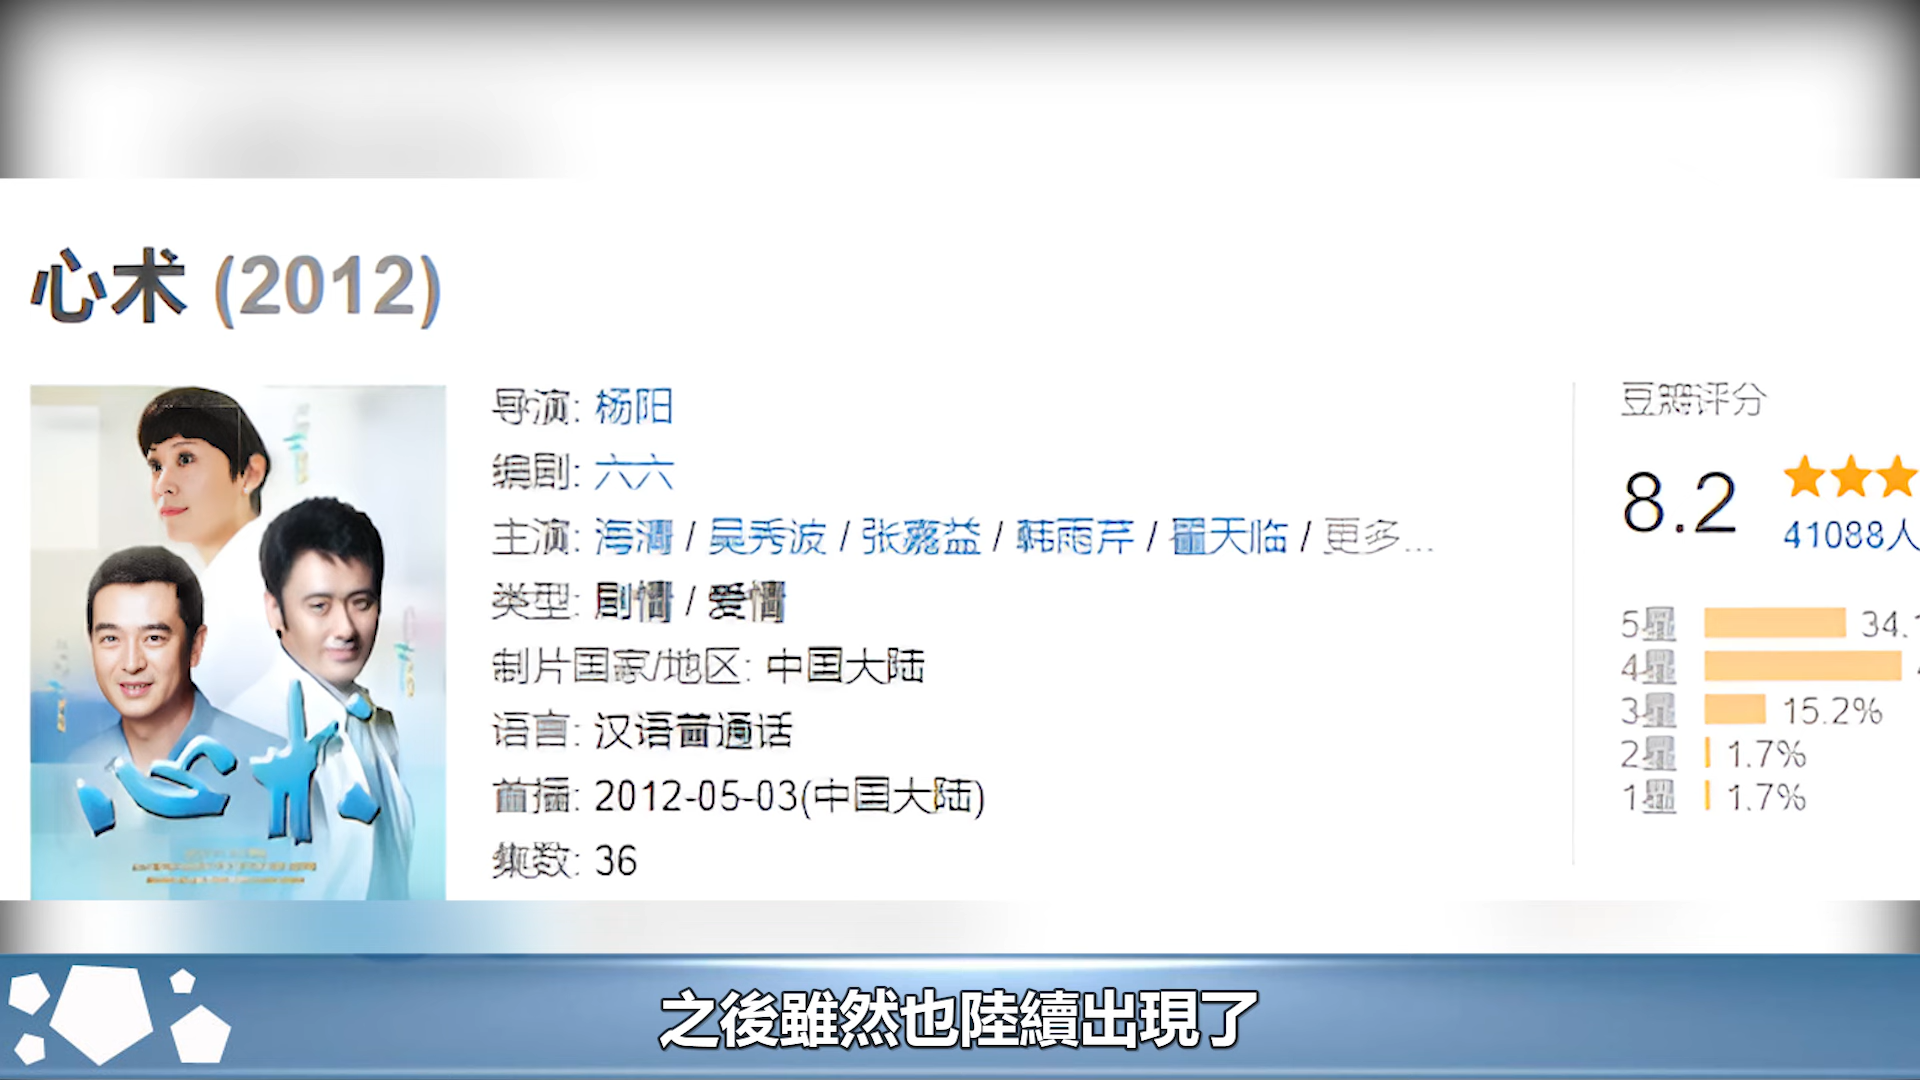 心术 (2012)
导演: 杨阳
编剧: 六六
主演: 海清 / 吴秀波 / 张嘉益 / 韩雨芹 / 翟天临 / 更多...
类型: 剧情 / 爱情
制片国家/地区: 中国大陆
语言: 汉语普通话
首播: 2012-05-03(中国大陆)
集数: 36
豆瓣评分
8.2
41088人
5星 34.1
4星
3星 15.2%
2星 1.7%
1星 1.7%
心术
之後雖然也陸續出現了